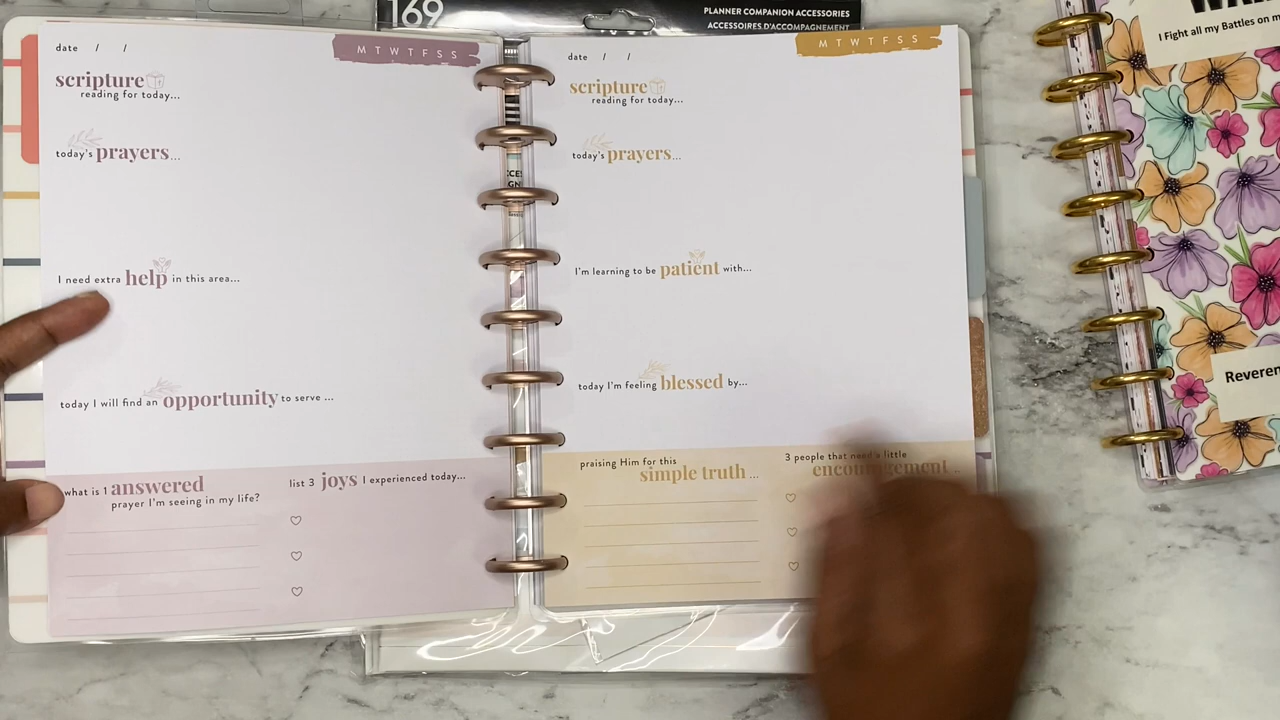 169
PLANNER COMPANION ACCESSORIES
ACCESSOIRES D'ACCOMPAGNEMENT
date / /
M T W T F S S
scripture
reading for today...
today's prayers...
I need extra help in this area...
today I will find an opportunity to serve ...
what is 1 answered
prayer I'm seeing in my life?
list 3 joys I experienced today...
date / /
M T W T F S S
scripture
reading for today...
today's prayers...
I'm learning to be patient with...
today I'm feeling blessed by...
praising Him for this
simple truth...
3 people that need a little
encouragement...
I Fight all my Battles on m
Reveren